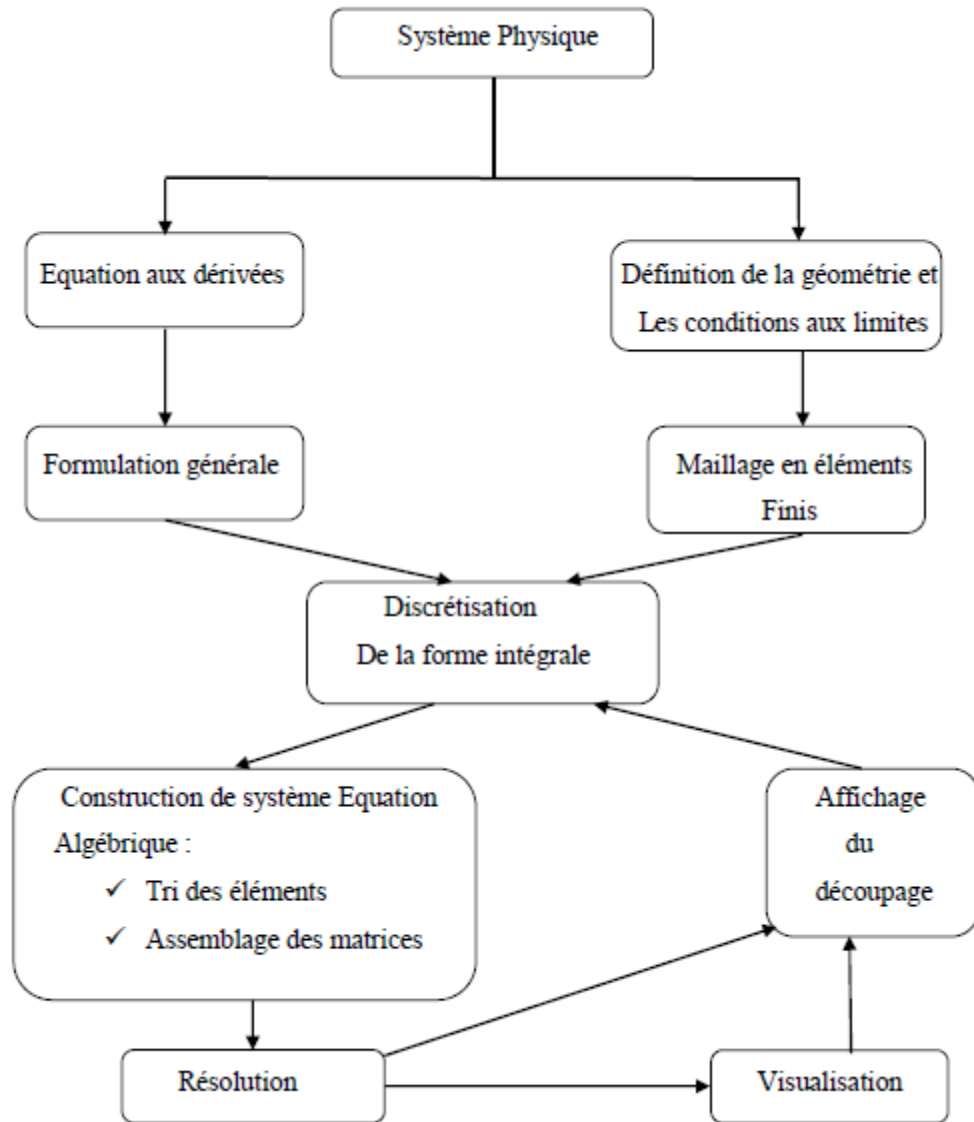 Système Physique
Equation aux dérivées
Définition de la géométrie et
Les conditions aux limites
Formulation générale
Maillage en éléments
Finis
Discrétisation
De la forme intégrale
Construction de système Equation
Algébrique :
✓ Tri des éléments
✓ Assemblage des matrices
Affichage
du
découpage
Résolution
Visualisation